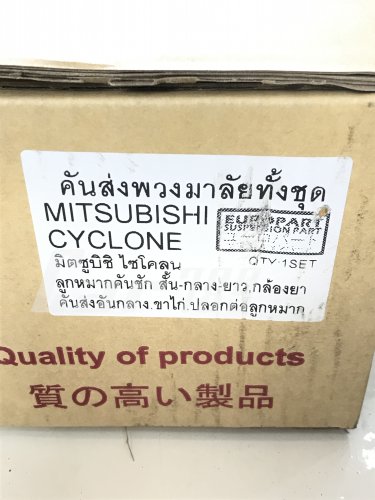 คันส่งพวงมาลัยทั้งชุด
MITSUBISHI
CYCLONE
EUROPART
SUSPENSION PART
QTY.1SET
มิตซูบิชิ ไซโคลน
ลูกหมากคันชัก สั้น-กลาง-ยาว.กล้องยา
คันส่งอันกลาง.ขาไก่.ปลอกต่อลูกหมาก
Quality of products
質の高い製品